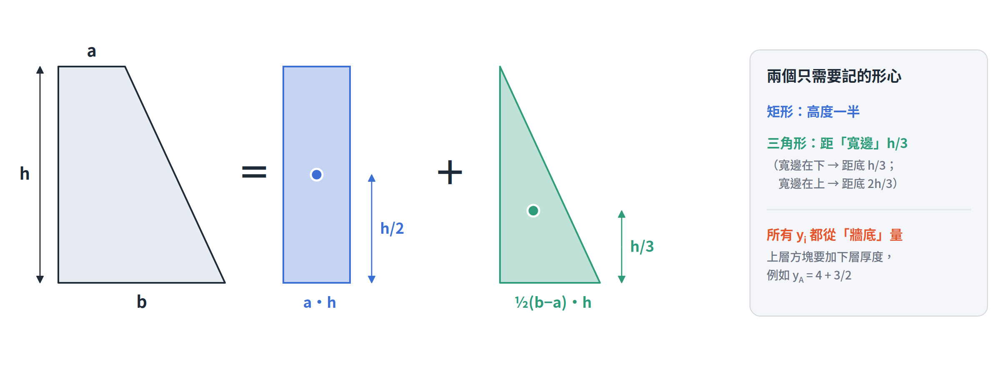 a
h
b
=
h/2
a・h
+
h/3
½(b−a)・h
兩個只需要記的形心
矩形：高度一半
三角形：距「寬邊」h/3
（寬邊在下 → 距底 h/3；
寬邊在上 → 距底 2h/3）
所有 yᵢ 都從「牆底」量
上層方塊要加下層厚度，
例如 y_A = 4 + 3/2